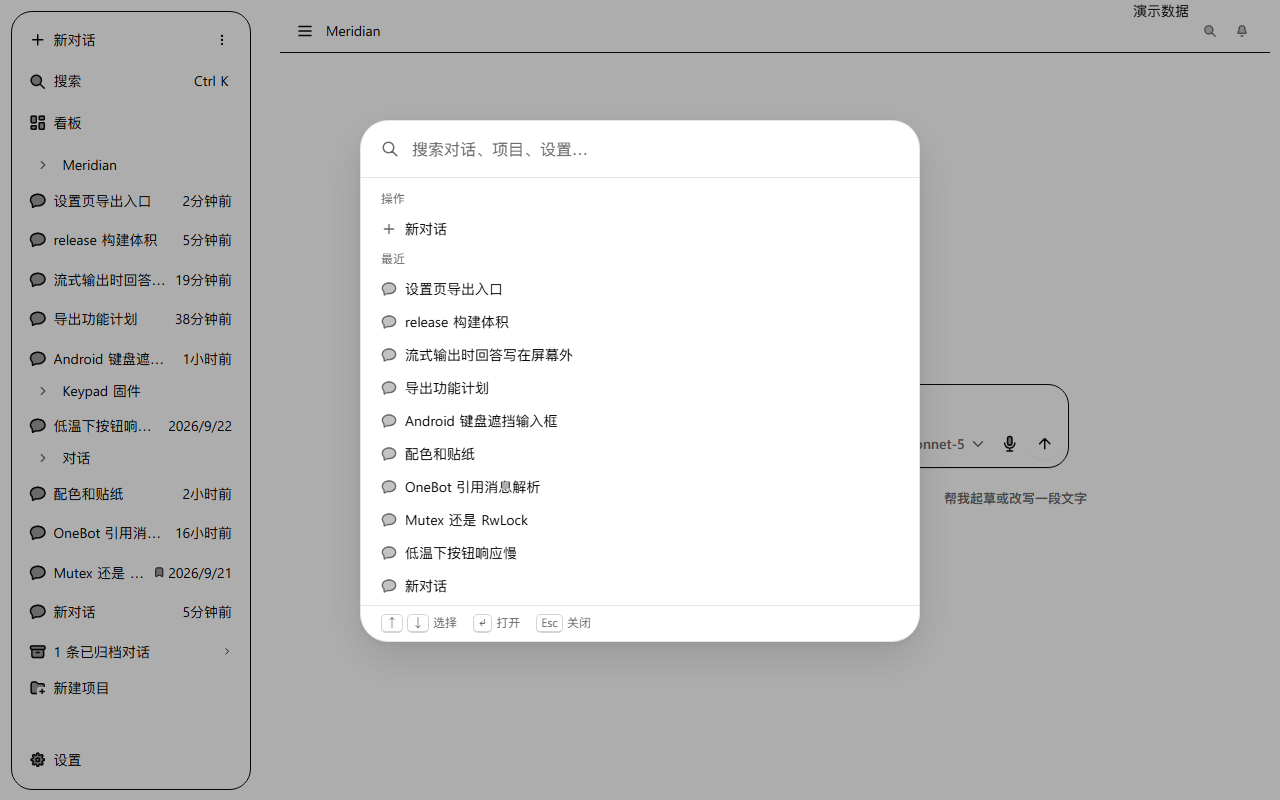 新对话
搜索 Ctrl K
看板
Meridian
设置页导出入口 2分钟前
release 构建体积 5分钟前
流式输出时回答… 19分钟前
导出功能计划 38分钟前
Android 键盘遮… 1小时前
Keypad 固件
低温下按钮响… 2026/9/22
对话
配色和贴纸 2小时前
OneBot 引用消… 16小时前
Mutex 还是 … 2026/9/21
新对话 5分钟前
1 条已归档对话
新建项目
设置
Meridian
演示数据
搜索对话、项目、设置…
操作
新对话
最近
设置页导出入口
release 构建体积
流式输出时回答写在屏幕外
导出功能计划
Android 键盘遮挡输入框
配色和贴纸
OneBot 引用消息解析
Mutex 还是 RwLock
低温下按钮响应慢
新对话
↑ ↓ 选择 ↵ 打开 Esc 关闭
onnet-5
帮我起草或改写一段文字